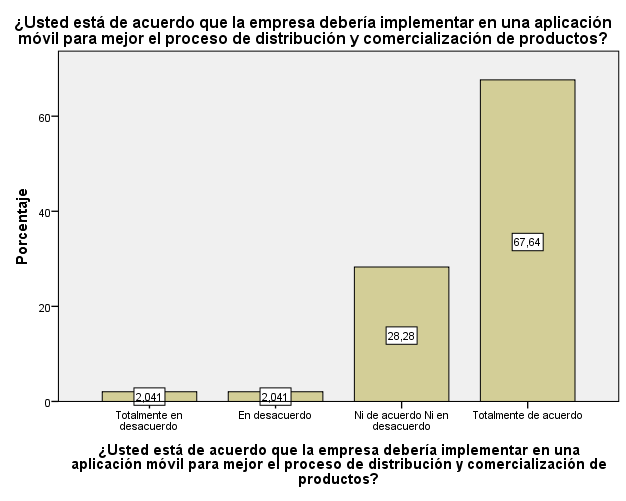 ¿Usted está de acuerdo que la empresa debería implementar en una aplicación
móvil para mejor el proceso de distribución y comercialización de productos?
Porcentaje
60
40
20
0
2,041
2,041
28,28
67,64
Totalmente en
desacuerdo
En desacuerdo
Ni de acuerdo Ni en
desacuerdo
Totalmente de acuerdo
¿Usted está de acuerdo que la empresa debería implementar en una
aplicación móvil para mejor el proceso de distribución y comercialización de
productos?